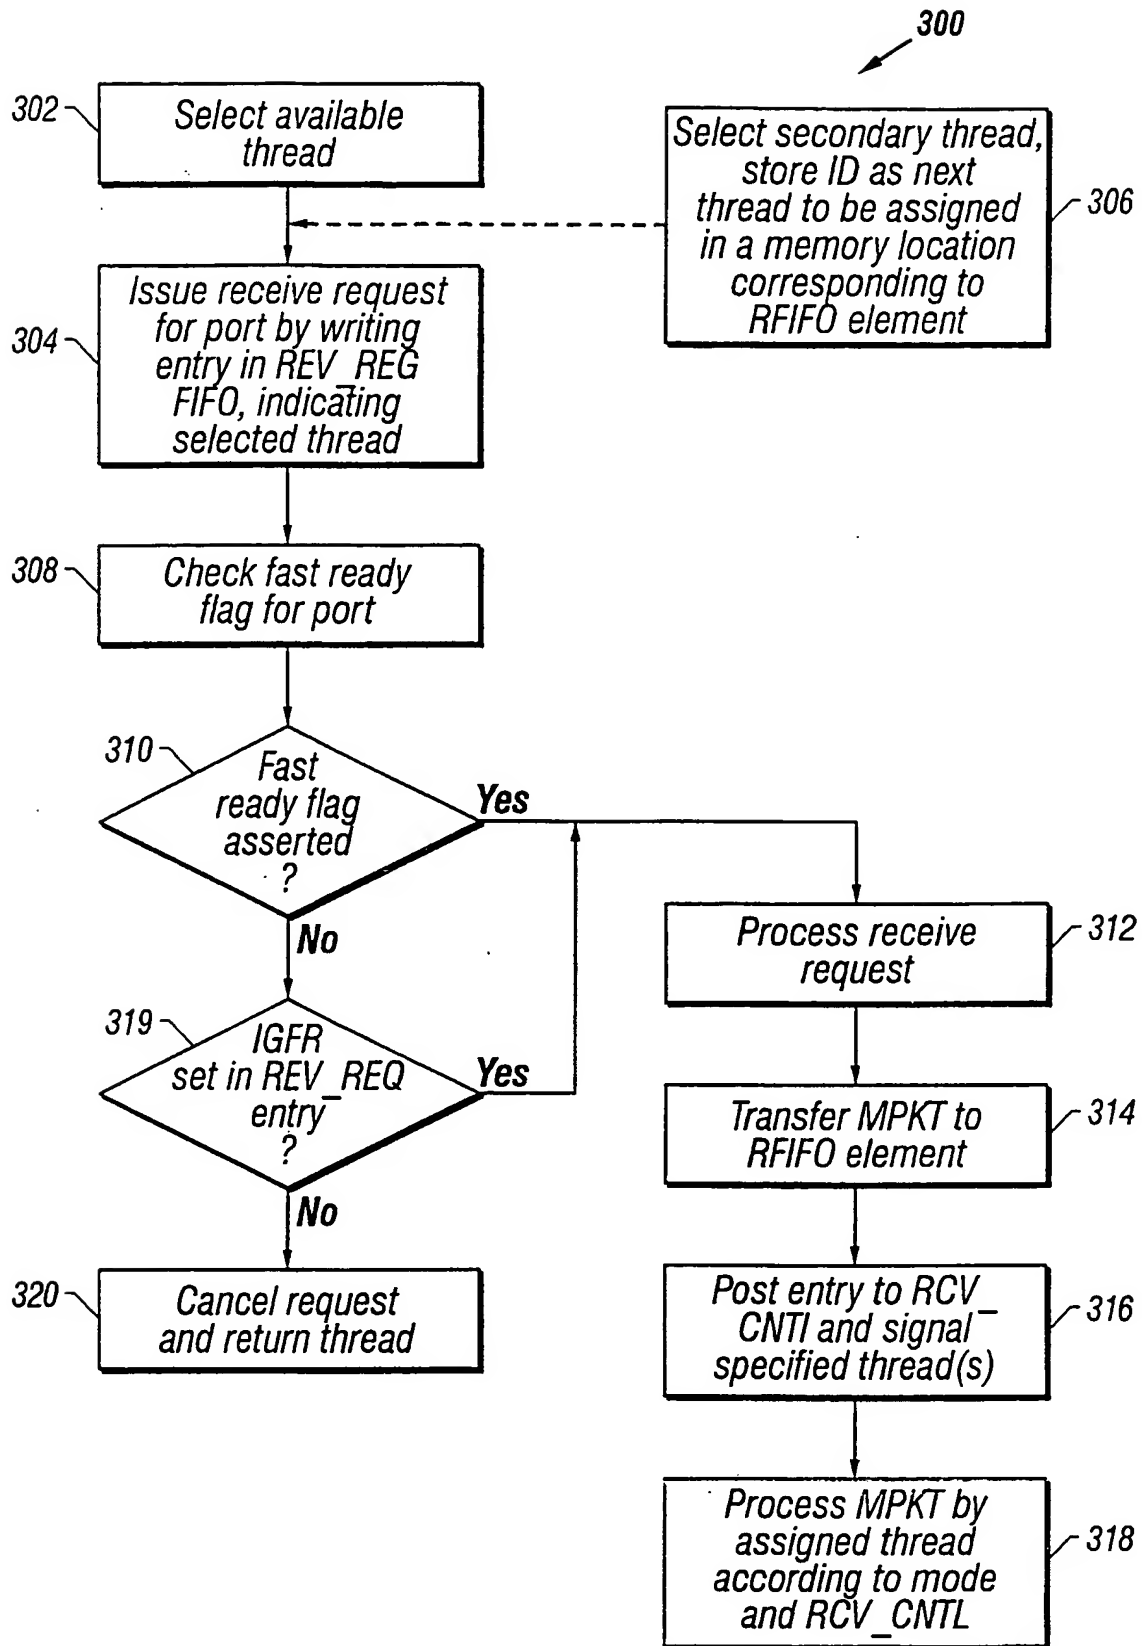 300
302
Select available
thread
Select secondary thread,
store ID as next
thread to be assigned
in a memory location
corresponding to
RFIFO element
306
304
Issue receive request
for port by writing
entry in REV_REG
FIFO, indicating
selected thread
308
Check fast ready
flag for port
310
Fast
ready flag
asserted
?
Yes
No
312
Process receive
request
319
IGFR
set in REV_REQ
entry
?
Yes
No
314
Transfer MPKT to
RFIFO element
320
Cancel request
and return thread
316
Post entry to RCV_
CNTI and signal
specified thread(s)
318
Process MPKT by
assigned thread
according to mode
and RCV_CNTL